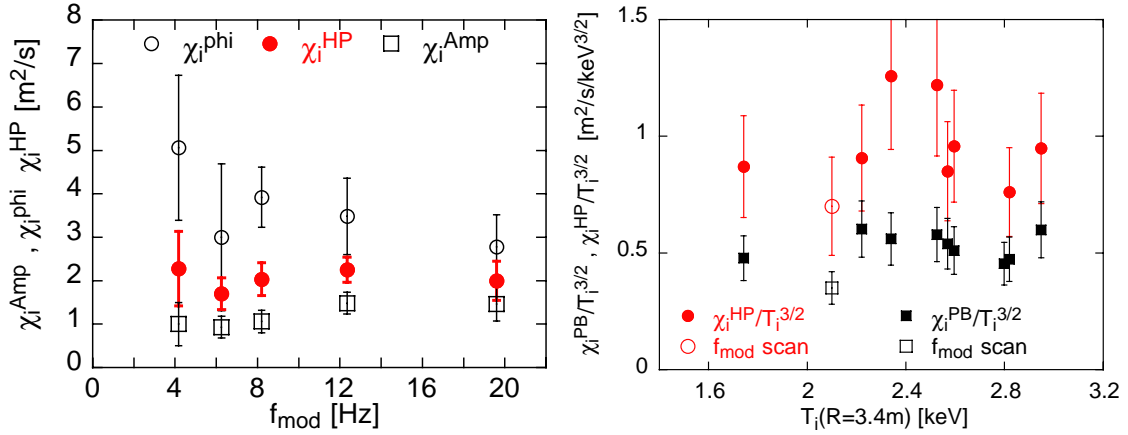 χᵢ^Amp , χᵢ^phi χᵢ^HP [m²/s]
8
7
6
5
4
3
2
1
0
χᵢ^phi χᵢ^HP χᵢ^Amp
0 4 8 12 16 20
f_mod [Hz]
χᵢ^PB/Tᵢ^3/2 , χᵢ^HP/Tᵢ^3/2 [m²/s/keV^3/2]
1.5
1
0.5
0
χᵢ^HP/Tᵢ^3/2 χᵢ^PB/Tᵢ^3/2
f_mod scan f_mod scan
1.6 2 2.4 2.8 3.2
Tᵢ(R=3.4m) [keV]